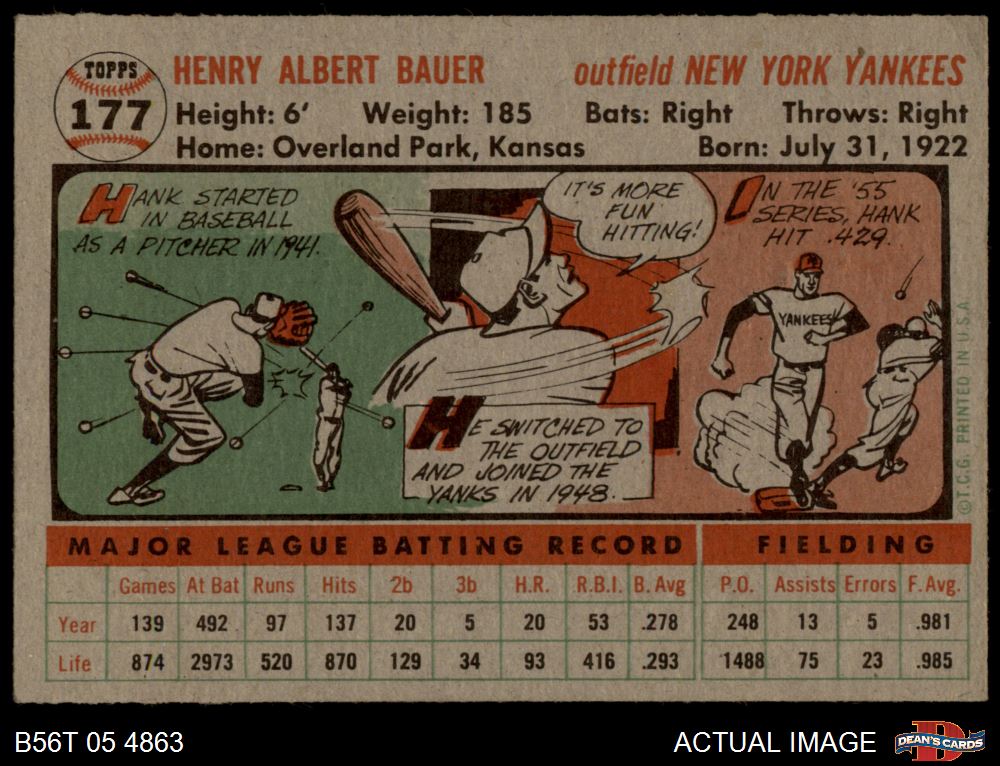 TOPPS
177
HENRY ALBERT BAUER outfield NEW YORK YANKEES
Height: 6' Weight: 185 Bats: Right Throws: Right
Home: Overland Park, Kansas Born: July 31, 1922
HANK STARTED
IN BASEBALL
AS A PITCHER IN 1941.
IT'S MORE
FUN
HITTING!
HE SWITCHED TO
THE OUTFIELD
AND JOINED THE
YANKS IN 1948.
IN THE '55
SERIES, HANK
HIT .429.
YANKEES
©T.C.G. PRINTED IN U.S.A.
MAJOR LEAGUE BATTING RECORD FIELDING
Games At Bat Runs Hits 2b 3b H.R. R.B.I. B. Avg P.O. Assists Errors F. Avg.
Year 139 492 97 137 20 5 20 53 .278 248 13 5 .981
Life 874 2973 520 870 129 34 93 416 .293 1488 75 23 .985
B56T 05 4863 ACTUAL IMAGE DEAN'S CARDS